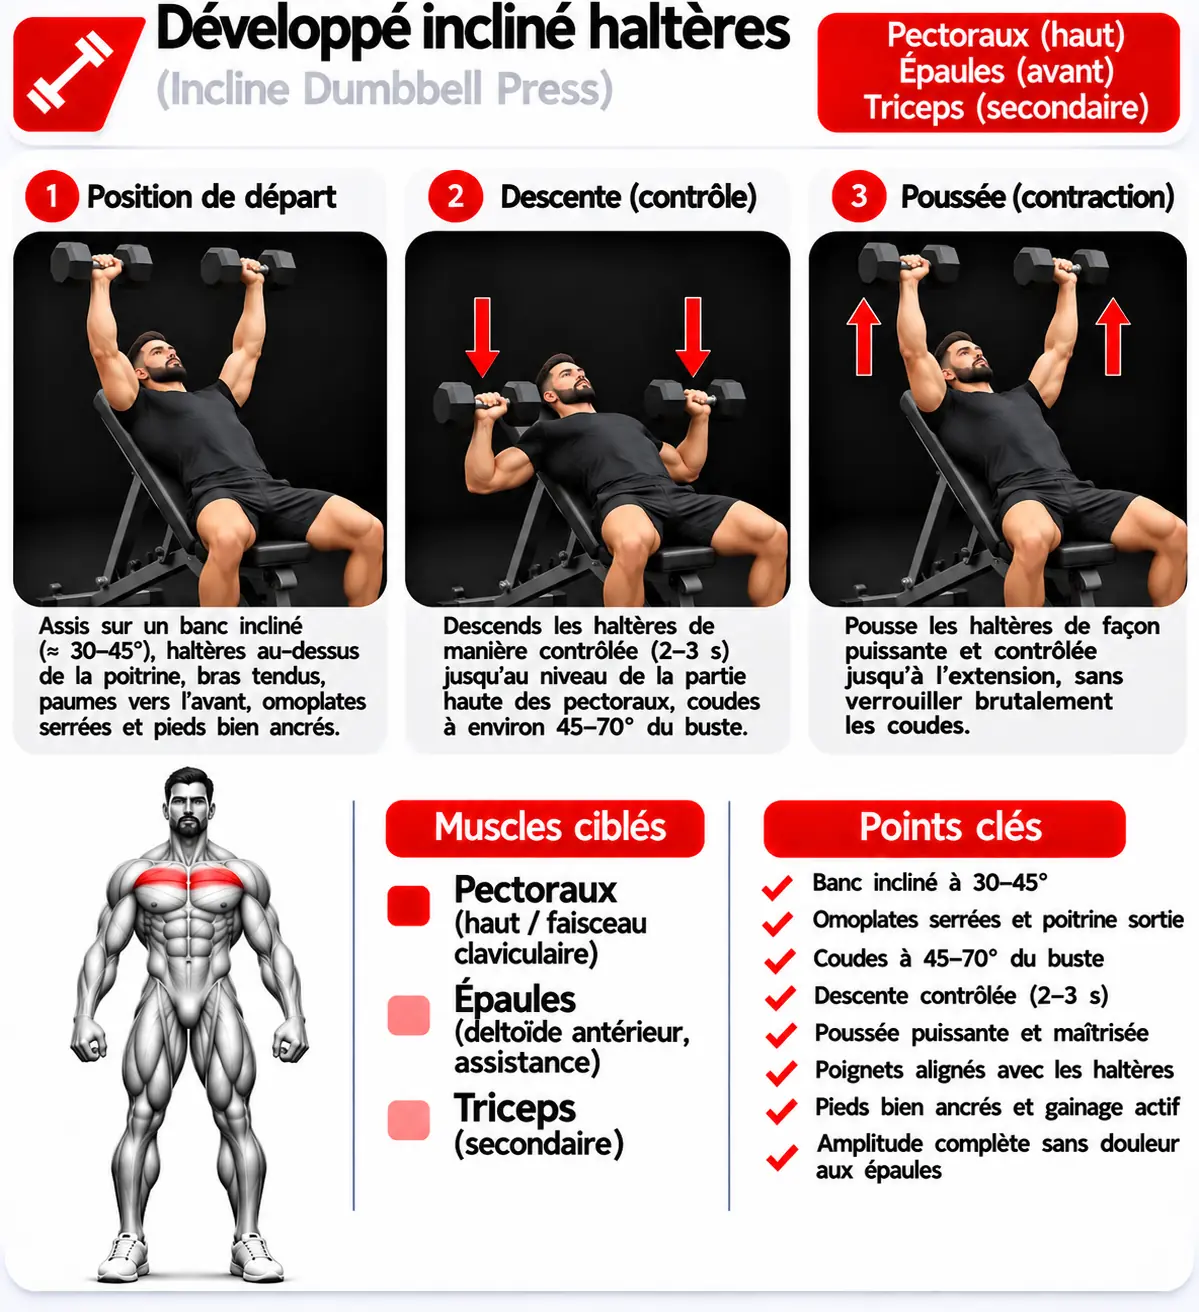 Développé incliné haltères
(Incline Dumbbell Press)
Pectoraux (haut)
Épaules (avant)
Triceps (secondaire)
1 Position de départ
Assis sur un banc incliné
(≈ 30–45°), haltères au-dessus
de la poitrine, bras tendus,
paumes vers l'avant, omoplates
serrées et pieds bien ancrés.
2 Descente (contrôle)
Descends les haltères de
manière contrôlée (2–3 s)
jusqu'au niveau de la partie
haute des pectoraux, coudes
à environ 45–70° du buste.
3 Poussée (contraction)
Pousse les haltères de façon
puissante et contrôlée
jusqu'à l'extension, sans
verrouiller brutalement
les coudes.
Muscles ciblés
Pectoraux
(haut / faisceau
claviculaire)
Épaules
(deltoïde antérieur,
assistance)
Triceps
(secondaire)
Points clés
Banc incliné à 30–45°
Omoplates serrées et poitrine sortie
Coudes à 45–70° du buste
Descente contrôlée (2–3 s)
Poussée puissante et maîtrisée
Poignets alignés avec les haltères
Pieds bien ancrés et gainage actif
Amplitude complète sans douleur
aux épaules